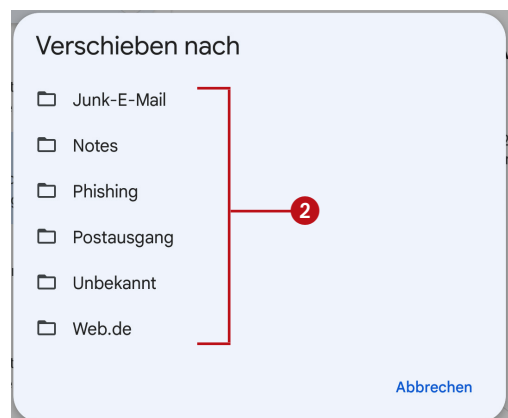 Verschieben nach
Junk-E-Mail
Notes
Phishing
2
Postausgang
Unbekannt
Web.de
Abbrechen